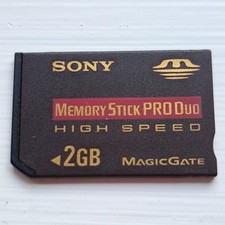 SONY
MEMORY STICK PRO DUO
HIGH SPEED
◄2GB MAGICGATE